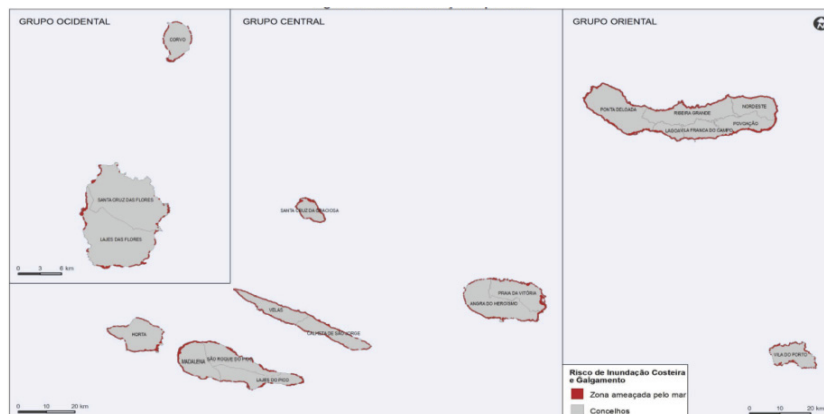 GRUPO OCIDENTAL
CORVO
SANTA CRUZ DAS FLORES
LAJES DAS FLORES
0 3 6 km
GRUPO CENTRAL
SANTA CRUZ DA GRACIOSA
VELAS
CALHETA DE SÃO JORGE
PRAIA DA VITÓRIA
ANGRA DO HEROÍSMO
HORTA
MADALENA
SÃO ROQUE DO PICO
LAJES DO PICO
0 10 20 km
GRUPO ORIENTAL
N
PONTA DELGADA
RIBEIRA GRANDE
NORDESTE
LAGOA
VILA FRANCA DO CAMPO
POVOAÇÃO
VILA DO PORTO
Risco de Inundação Costeira
e Galgamento
Zona ameaçada pelo mar
Concelhos
0 10 20 km